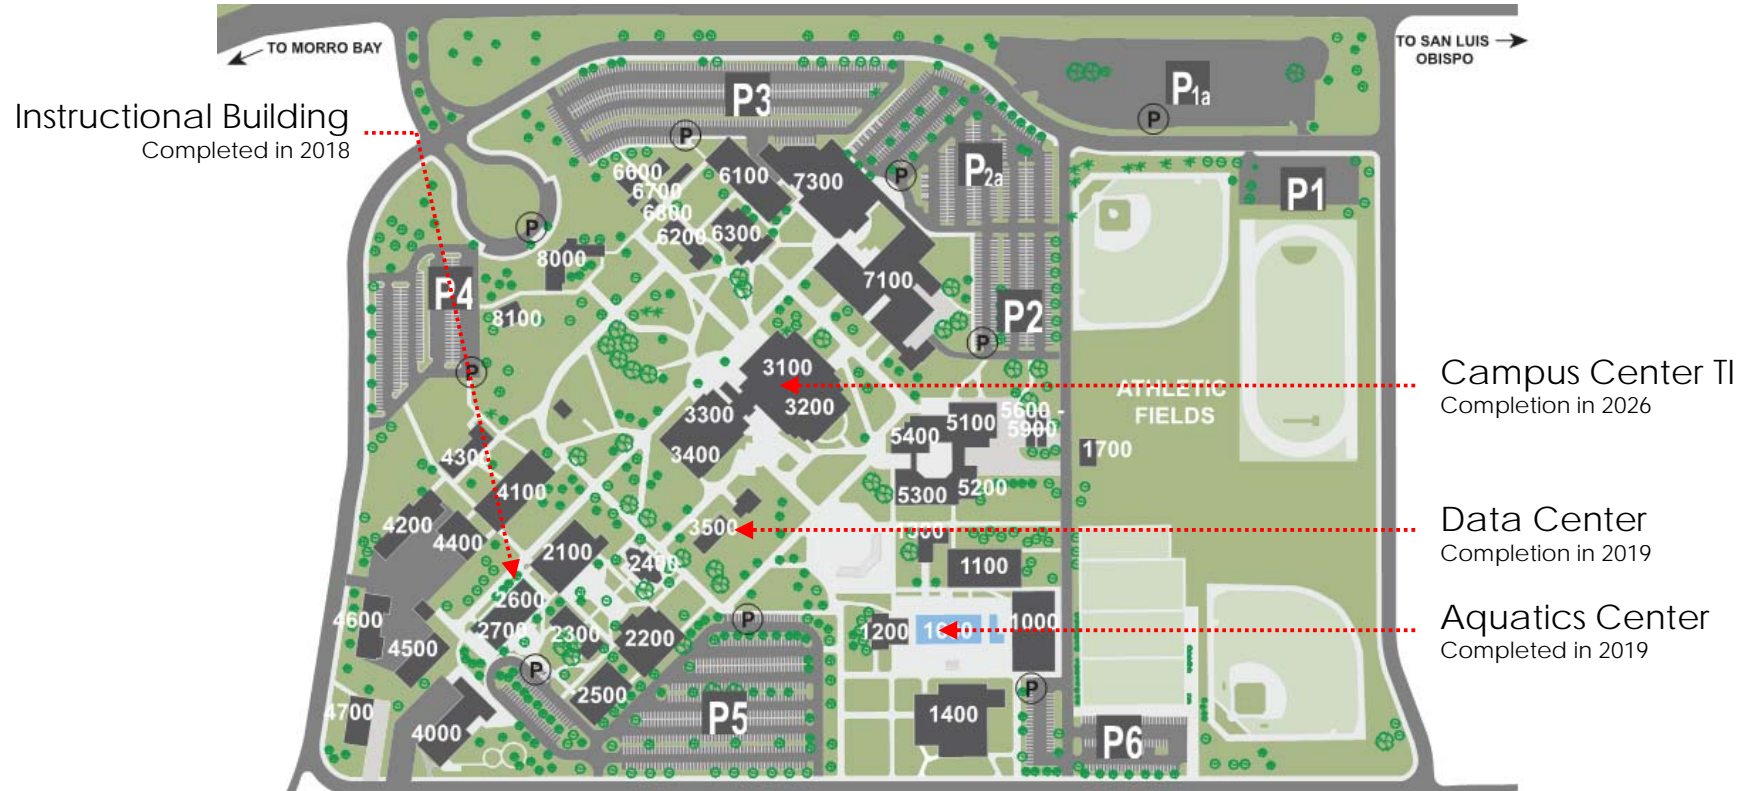 TO MORRO BAY
TO SAN LUIS
OBISPO
Instructional Building
Completed in 2018
P3
P1a
P
P
P
P2a
P1
6600
6700
6800
6100
7300
6200
6300
P
8000
7100
P4
8100
P2
P
P
3100
3200
3300
3400
Campus Center TI
Completion in 2026
ATHLETIC
FIELDS
5100
5600 -
5900
5400
1700
5300
5200
4300
4100
4200
4400
3500
1300
Data Center
Completion in 2019
2100
2400
1100
2600
2700
2300
2200
4600
4500
P
1200
1600
1000
Aquatics Center
Completed in 2019
P
2500
P
4700
4000
P5
1400
P6